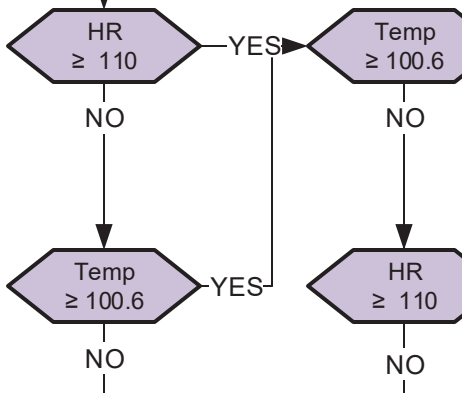 HR
≥ 110
YES
Temp
≥ 100.6
NO
NO
Temp
≥ 100.6
YES
HR
≥ 110
NO
NO